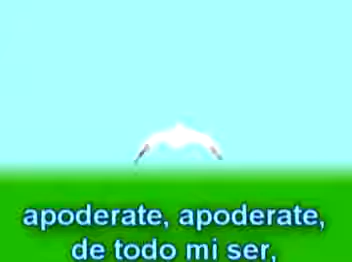 apoderate, apoderate,
de todo mi ser,